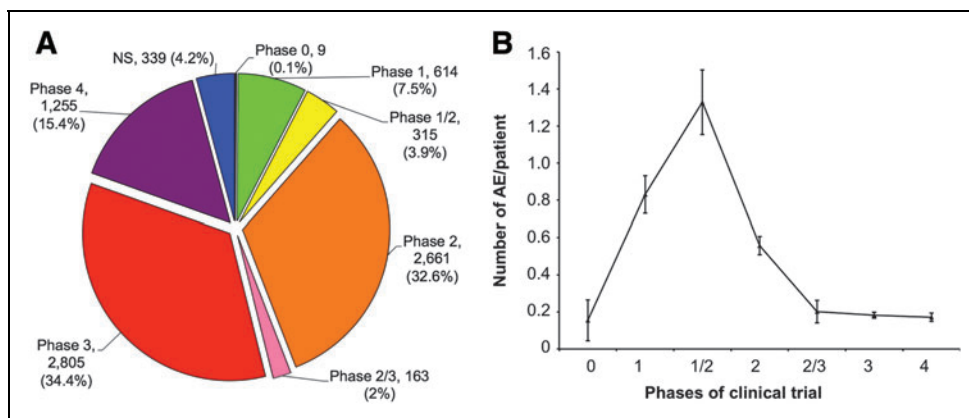 A
NS, 339 (4.2%)
Phase 0, 9
(0.1%)
Phase 1, 614
(7.5%)
Phase 1/2,
315
(3.9%)
Phase 2,
2,661
(32.6%)
Phase 2/3, 163
(2%)
Phase 3,
2,805
(34.4%)
Phase 4,
1,255
(15.4%)
B
Number of AE/patient
1.6
1.4
1.2
1.0
0.8
0.6
0.4
0.2
0
0 1 1/2 2 2/3 3 4
Phases of clinical trial